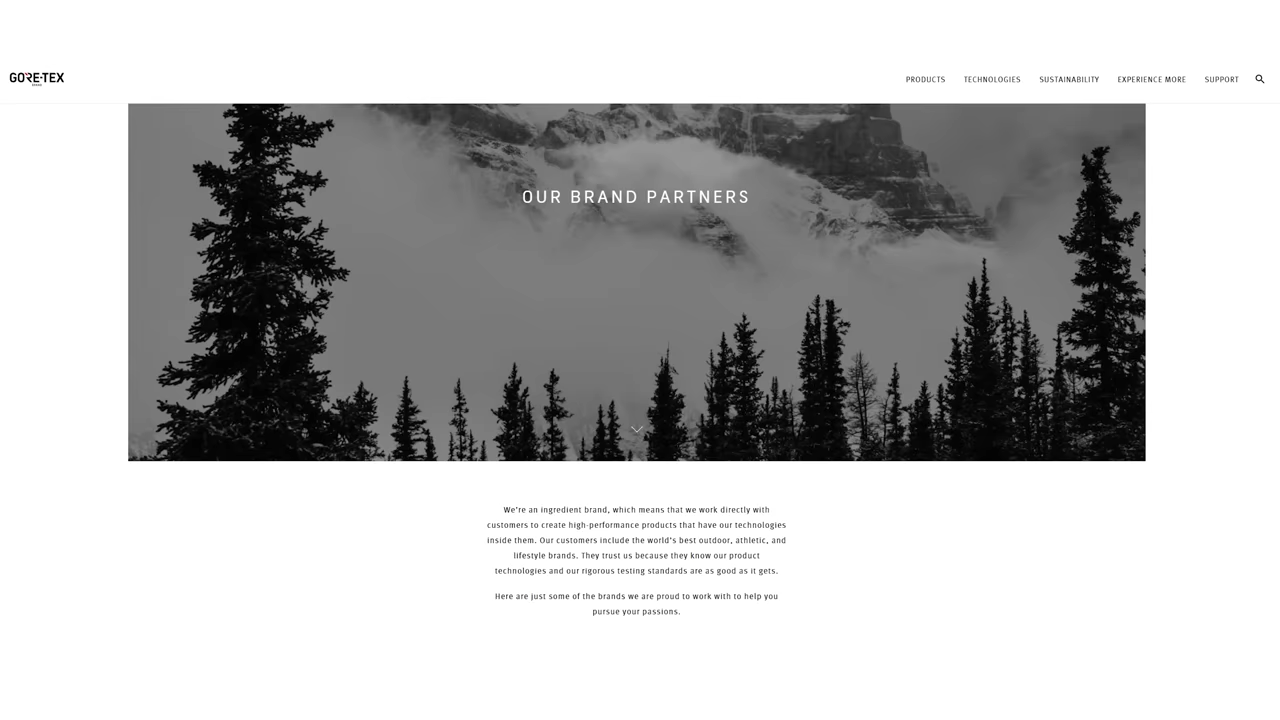 GORE-TEX
PRODUCTS TECHNOLOGIES SUSTAINABILITY EXPERIENCE MORE SUPPORT
OUR BRAND PARTNERS
We're an ingredient brand, which means that we work directly with
customers to create high-performance products that have our technologies
inside them. Our customers include the world's best outdoor, athletic, and
lifestyle brands. They trust us because they know our product
technologies and our rigorous testing standards are as good as it gets.
Here are just some of the brands we are proud to work with to help you
pursue your passions.